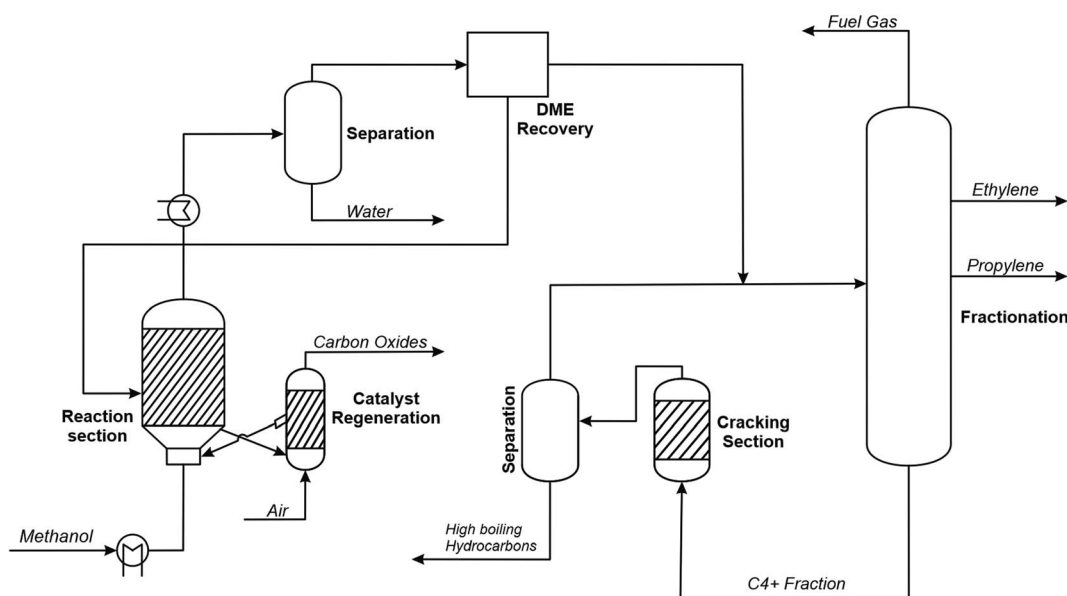 Fuel Gas
DME
Recovery
Separation
Ethylene
Water
Propylene
Fractionation
Carbon Oxides
Catalyst
Regeneration
Reaction
section
Separation
Cracking
Section
Air
Methanol
High boiling
Hydrocarbons
C4+ Fraction